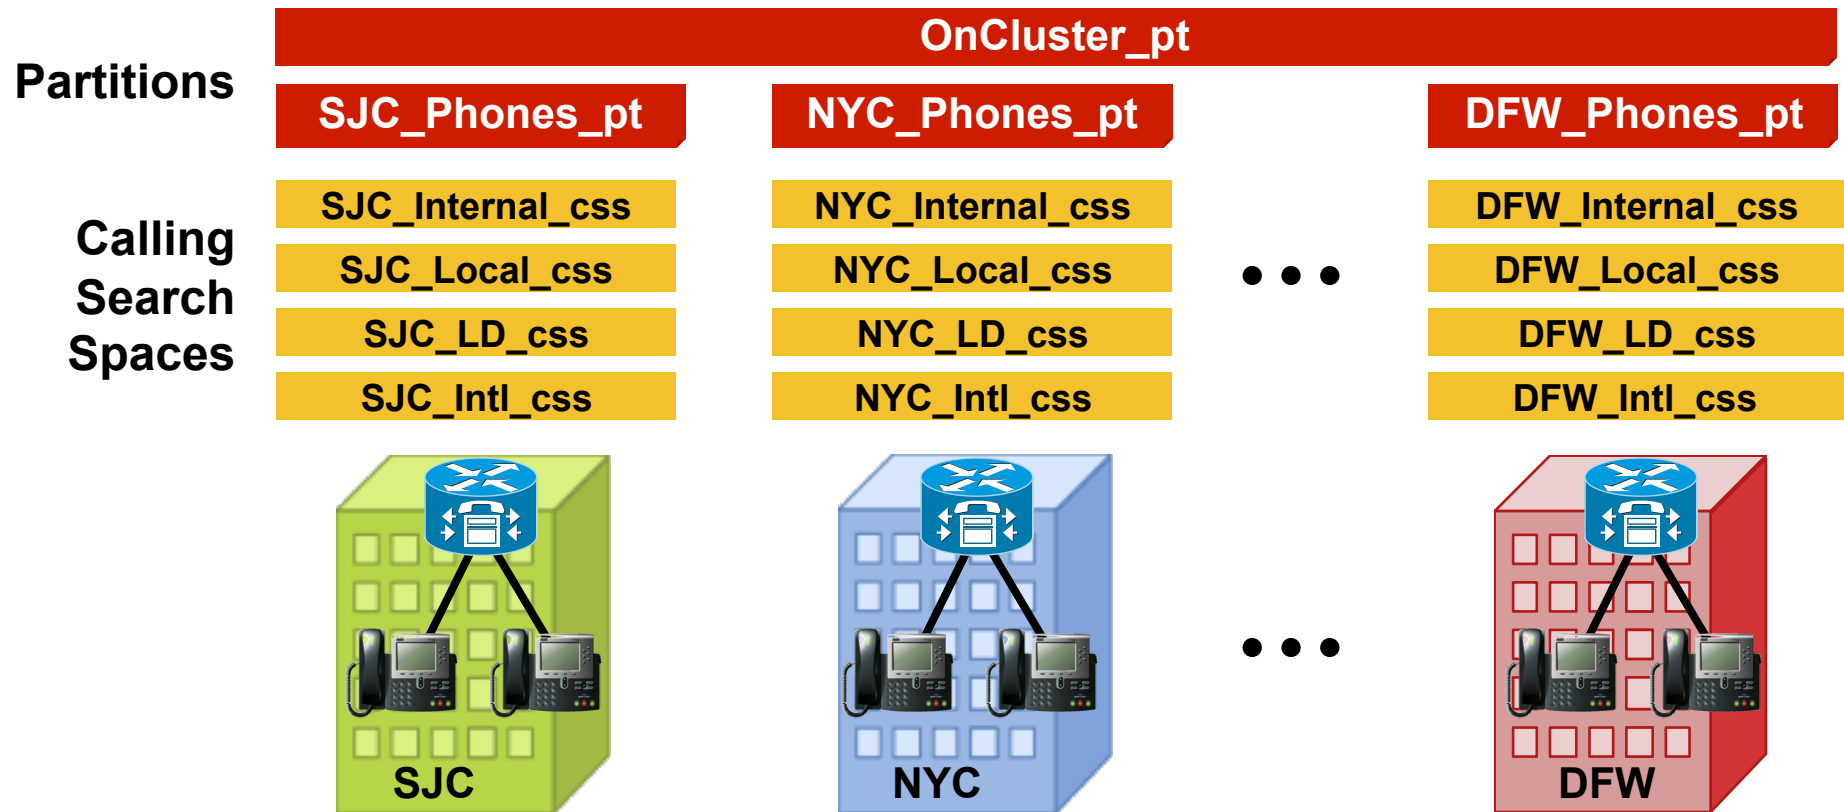 Partitions
OnCluster_pt
SJC_Phones_pt
NYC_Phones_pt
DFW_Phones_pt
Calling
Search
Spaces
SJC_Internal_css
SJC_Local_css
SJC_LD_css
SJC_Intl_css
NYC_Internal_css
NYC_Local_css
NYC_LD_css
NYC_Intl_css
DFW_Internal_css
DFW_Local_css
DFW_LD_css
DFW_Intl_css
SJC
NYC
DFW